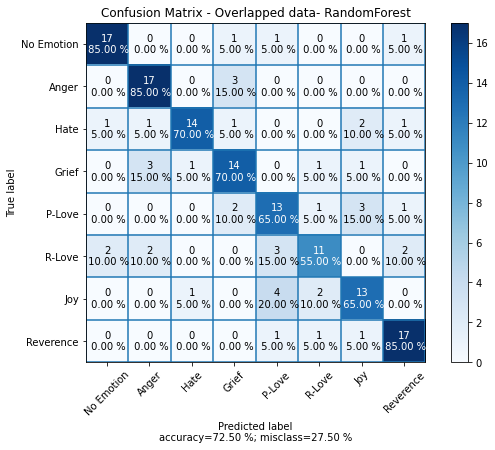 Confusion Matrix - Overlapped data- RandomForest
No Emotion 17 0 0 1 1 0 0 1
85.00 % 0.00 % 0.00 % 5.00 % 5.00 % 0.00 % 0.00 % 5.00 %
Anger 0 17 0 3 0 0 0 0
0.00 % 85.00 % 0.00 % 15.00 % 0.00 % 0.00 % 0.00 % 0.00 %
Hate 1 1 14 1 0 0 2 1
5.00 % 5.00 % 70.00 % 5.00 % 0.00 % 0.00 % 10.00 % 5.00 %
Grief 0 3 1 14 0 1 1 0
0.00 % 15.00 % 5.00 % 70.00 % 0.00 % 5.00 % 5.00 % 0.00 %
P-Love 0 0 0 2 13 1 3 1
0.00 % 0.00 % 0.00 % 10.00 % 65.00 % 5.00 % 15.00 % 5.00 %
R-Love 2 2 0 0 3 11 0 2
10.00 % 10.00 % 0.00 % 0.00 % 15.00 % 55.00 % 0.00 % 10.00 %
Joy 0 0 1 0 4 2 13 0
0.00 % 0.00 % 5.00 % 0.00 % 20.00 % 10.00 % 65.00 % 0.00 %
Reverence 0 0 0 0 1 1 1 17
0.00 % 0.00 % 0.00 % 0.00 % 5.00 % 5.00 % 5.00 % 85.00 %
True label
No Emotion Anger Hate Grief P-Love R-Love Joy Reverence
Predicted label
accuracy=72.50 %; misclass=27.50 %
16
14
12
10
8
6
4
2
0